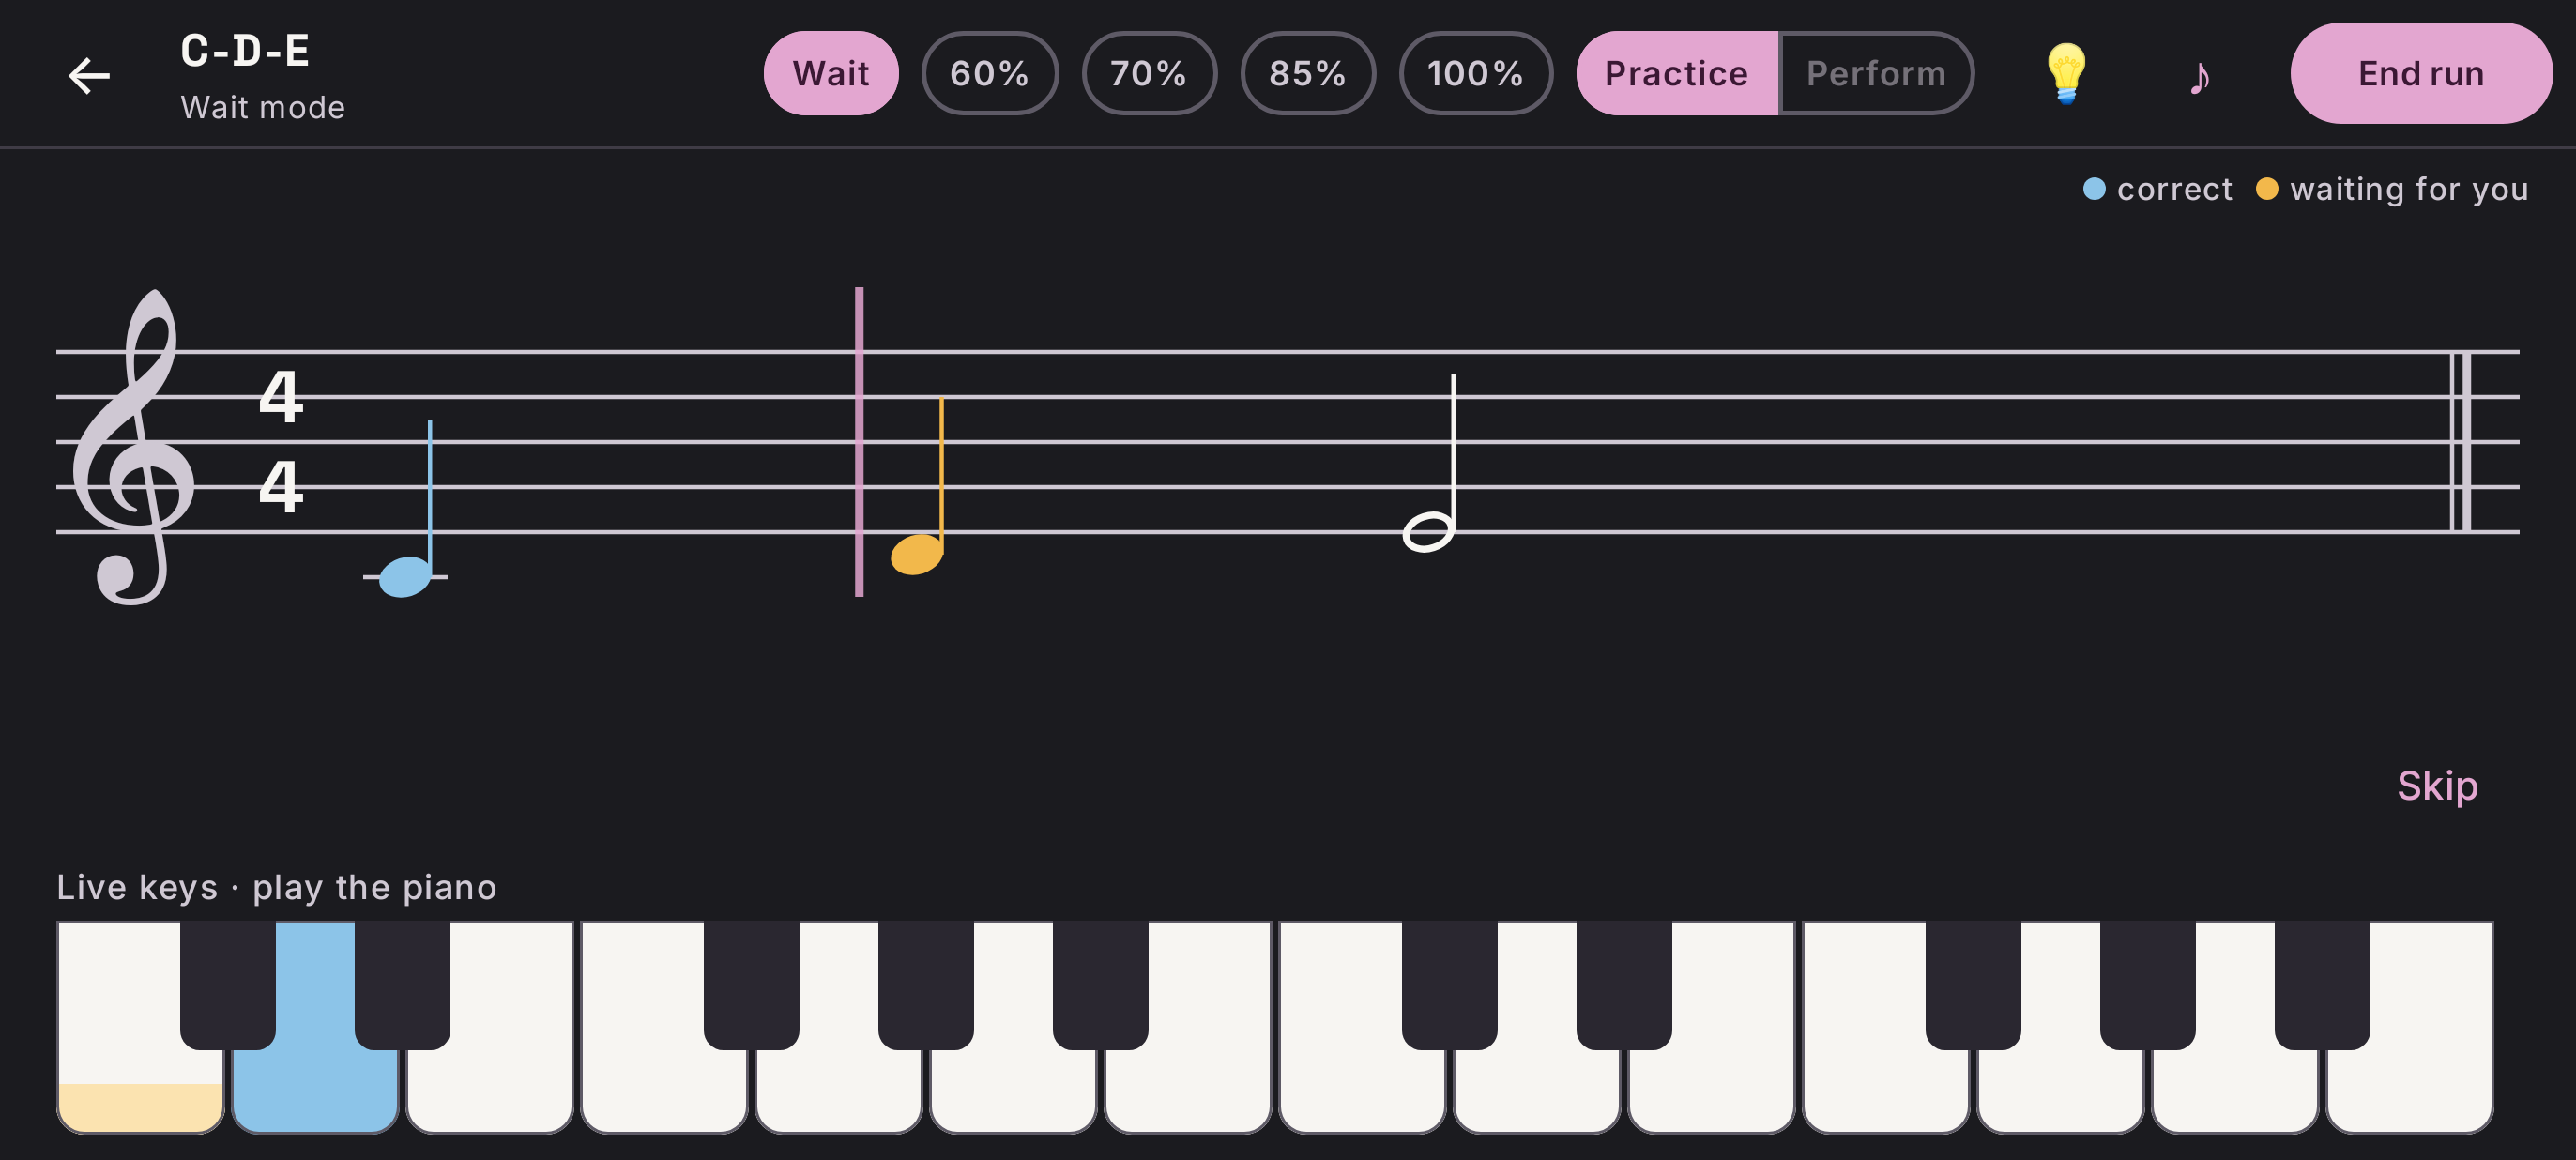 C-D-E
Wait mode
Wait
60%
70%
85%
100%
Practice
Perform
End run
correct
waiting for you
4
4
Skip
Live keys · play the piano